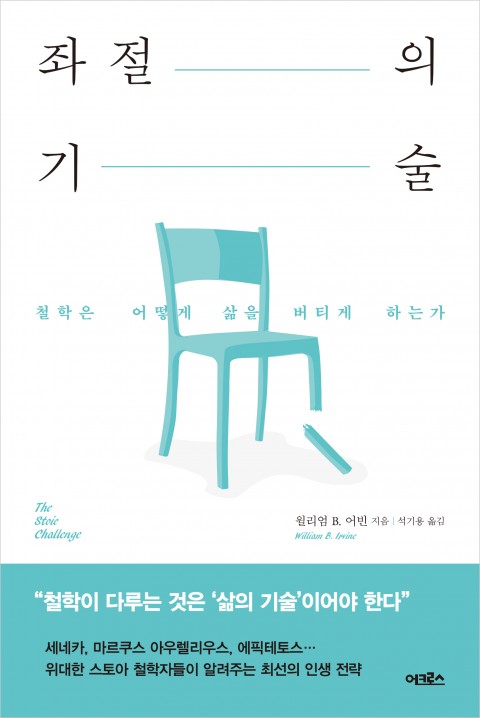 좌절의
기술
철학은 어떻게 삶을 버티게 하는가
The
Stoic
Challenge
윌리엄 B. 어빈 지음 | 석기용 옮김
William B. Irvine
“철학이 다루는 것은 ‘삶의 기술’이어야 한다”
세네카, 마르쿠스 아우렐리우스, 에픽테토스…
위대한 스토아 철학자들이 알려주는 최선의 인생 전략
어크로스